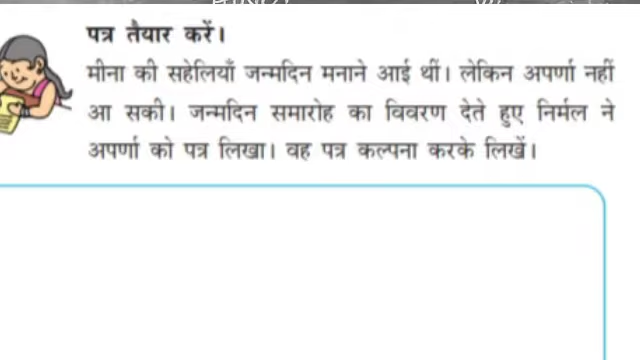 पत्र तैयार करें।
मीना की सहेलियाँ जन्मदिन मनाने आई थीं। लेकिन अपर्णा नहीं
आ सकी। जन्मदिन समारोह का विवरण देते हुए निर्मल ने
अपर्णा को पत्र लिखा। वह पत्र कल्पना करके लिखें।